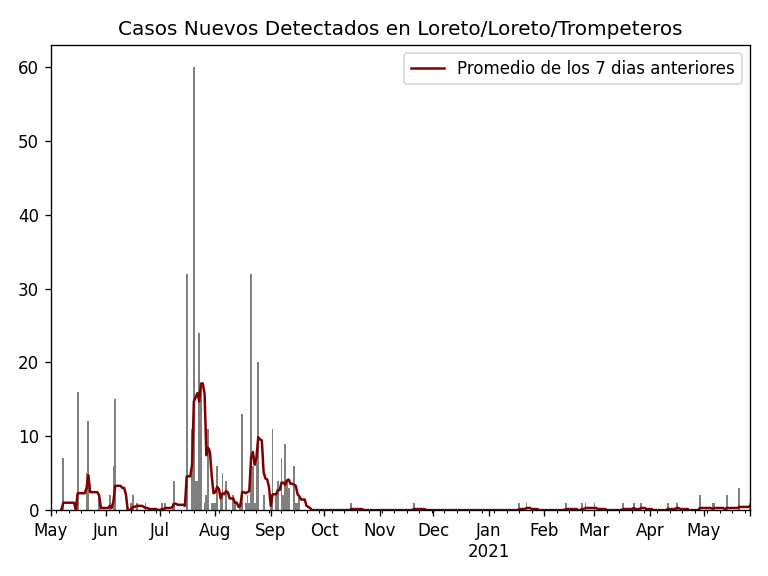 Casos Nuevos Detectados en Loreto/Loreto/Trompeteros
Promedio de los 7 dias anteriores
60
50
40
30
20
10
0
May Jun Jul Aug Sep Oct Nov Dec Jan Feb Mar Apr May
2021